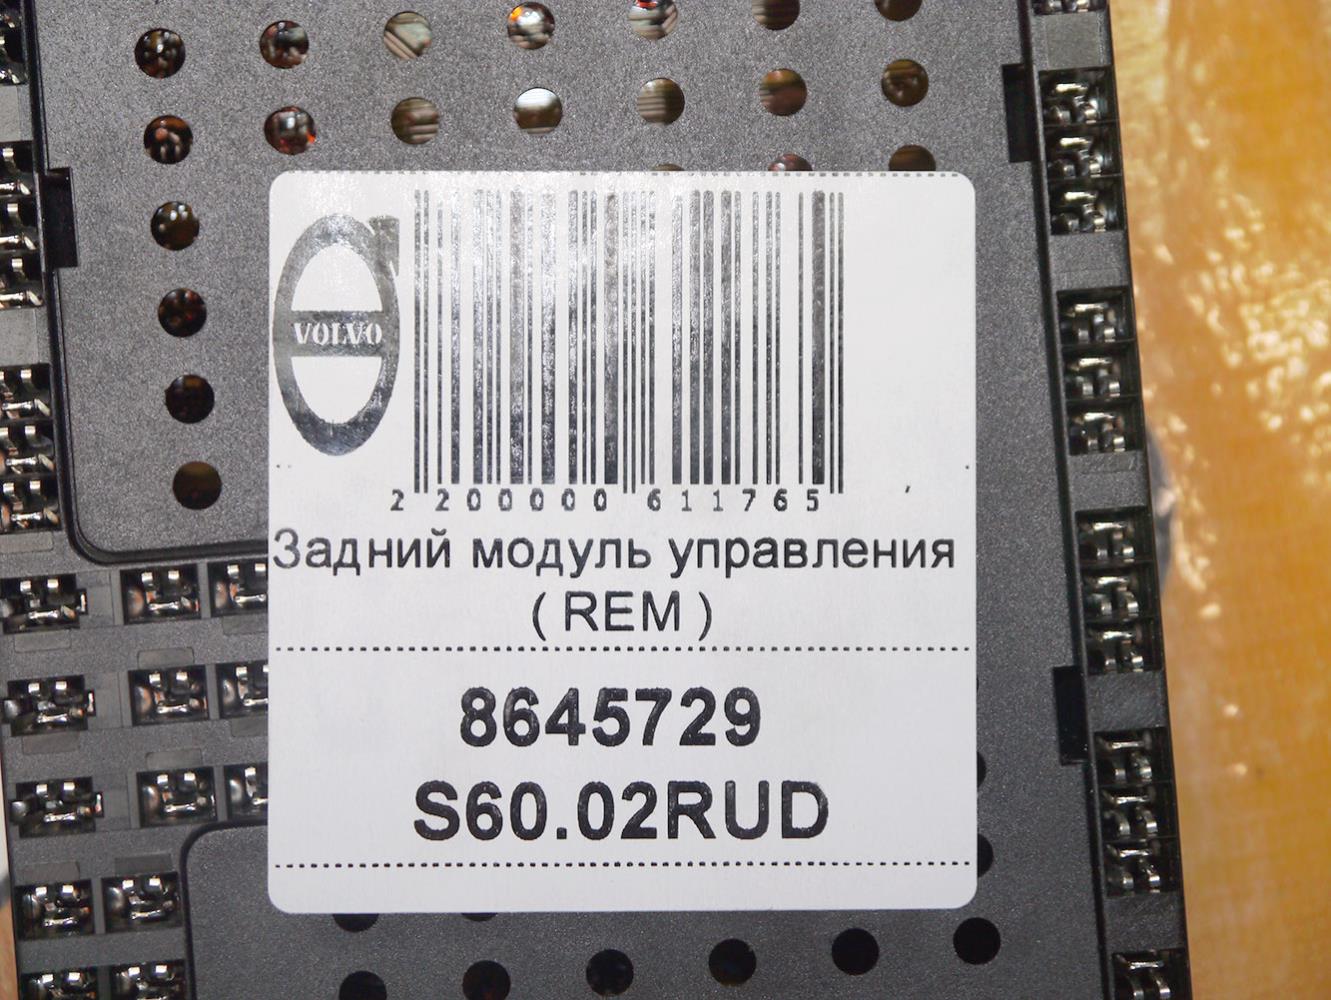 VOLVO
2 200000 611765
Задний модуль управления
( REM )
8645729
S60.02RUD